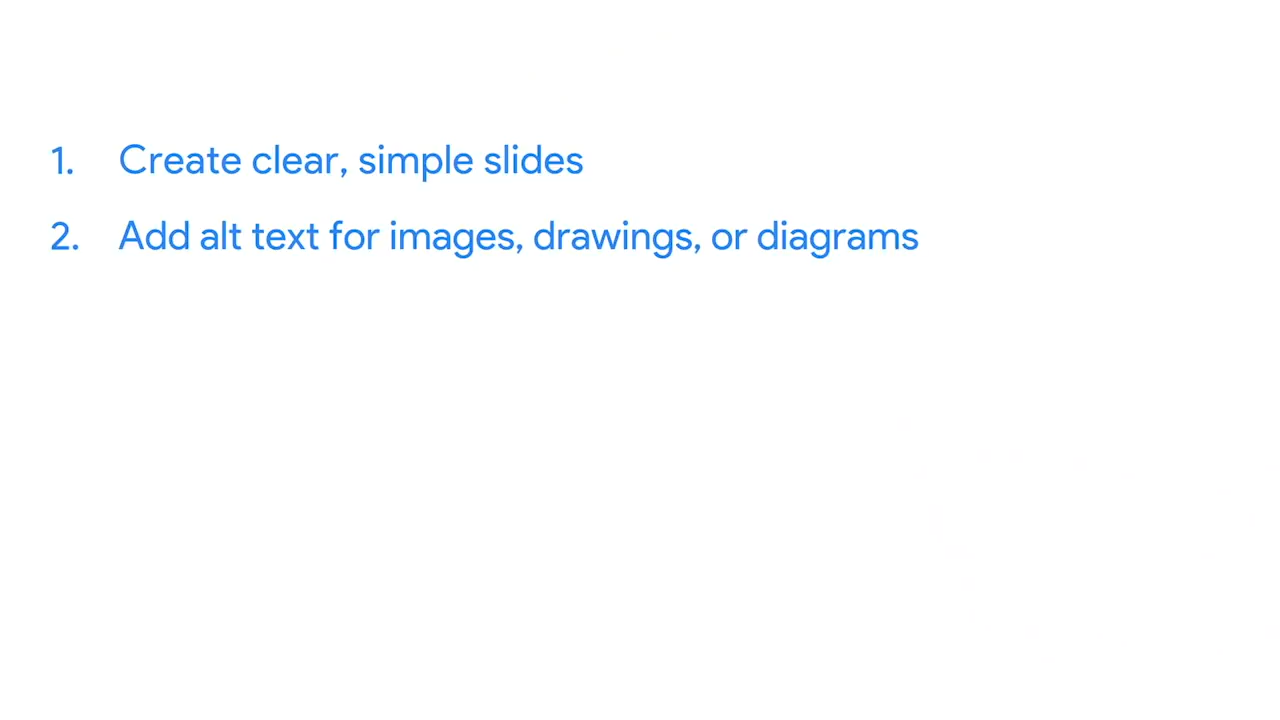 1. Create clear, simple slides
2. Add alt text for images, drawings, or diagrams